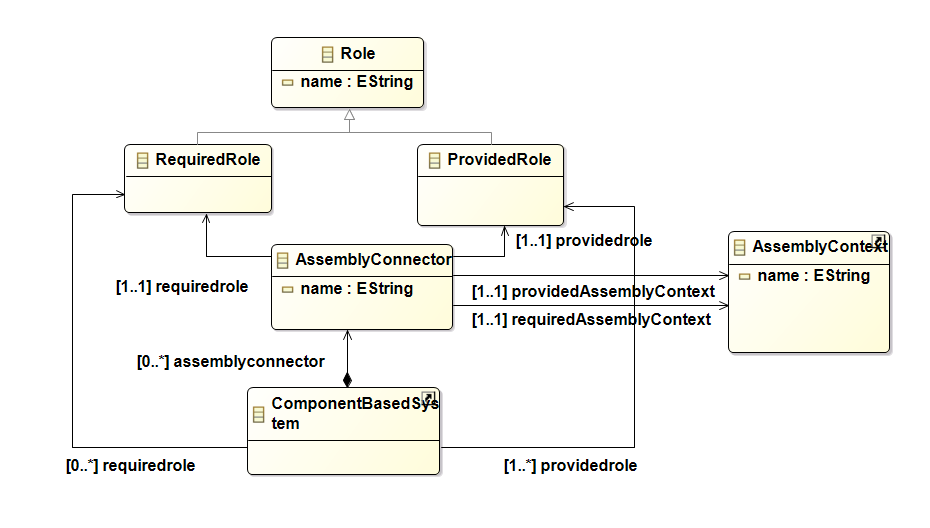 Role
name : EString
RequiredRole
ProvidedRole
[1..1] providedrole
AssemblyContext
name : EString
AssemblyConnector
name : EString
[1..1] requiredrole
[1..1] providedAssemblyContext
[1..1] requiredAssemblyContext
[0..*] assemblyconnector
ComponentBasedSys
tem
[0..*] requiredrole
[1..*] providedrole